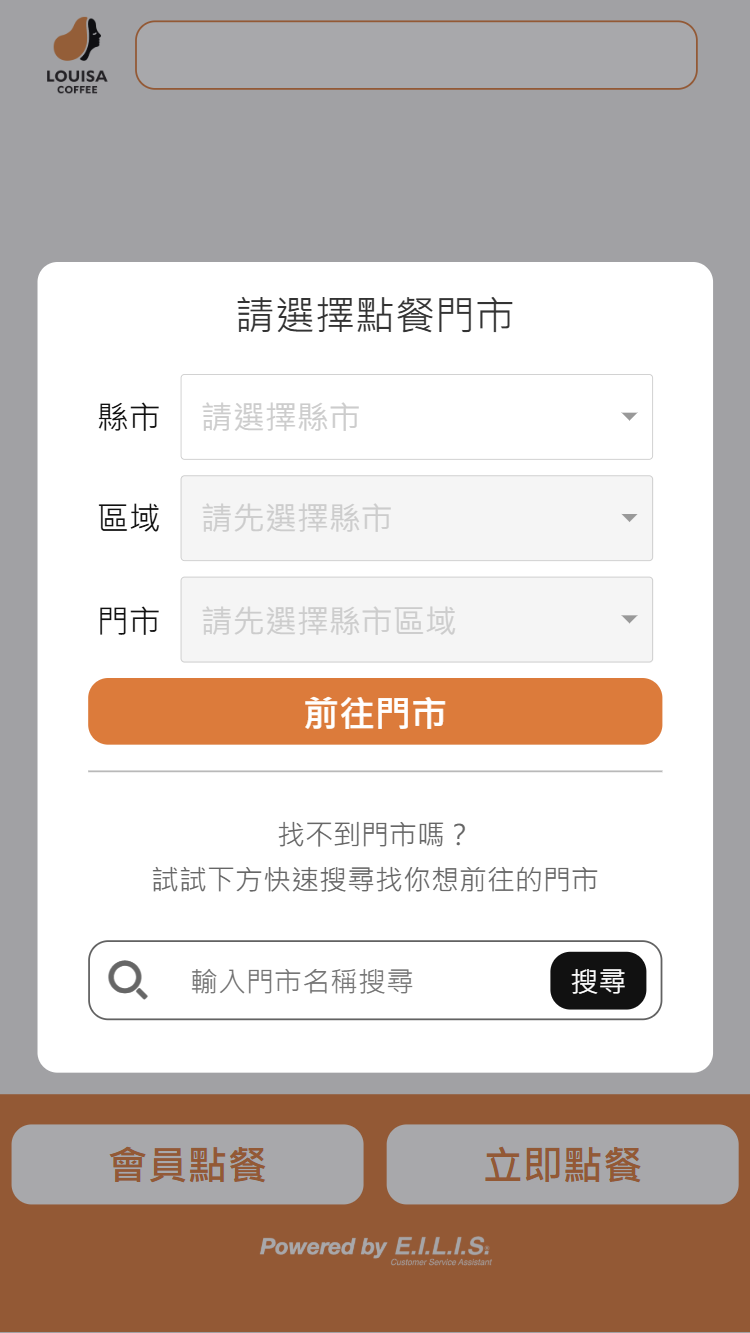 LOUISA
COFFEE
請選擇點餐門市
縣市
請選擇縣市
區域
請先選擇縣市
門市
請先選擇縣市區域
前往門市
找不到門市嗎？
試試下方快速搜尋找你想前往的門市
輸入門市名稱搜尋
搜尋
會員點餐
立即點餐
Powered by E.I.L.I.S.
Customer Service Assistant